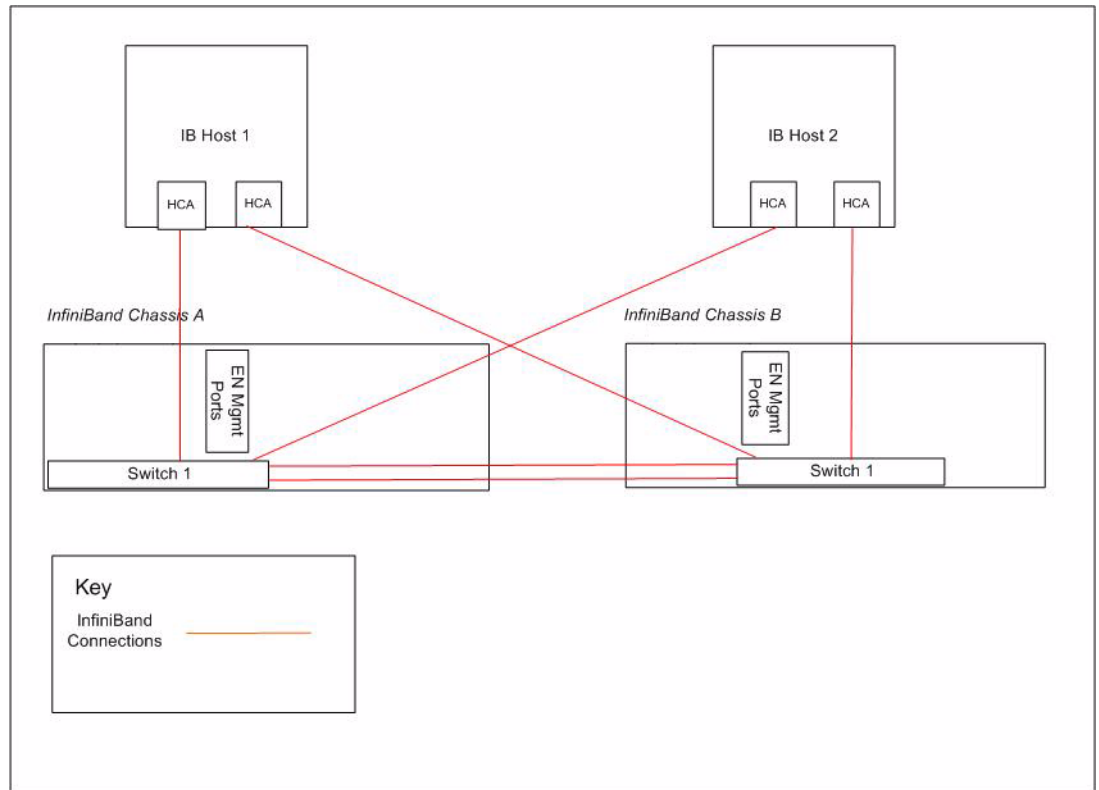 IB Host 1
HCA
HCA
IB Host 2
HCA
HCA
InfiniBand Chassis A
EN Mgmt
Ports
Switch 1
InfiniBand Chassis B
EN Mgmt
Ports
Switch 1
Key
InfiniBand
Connections